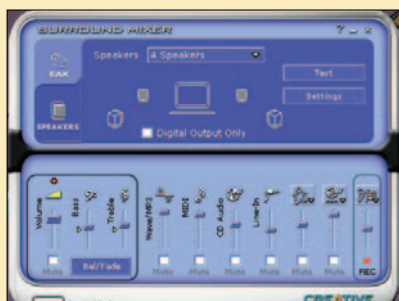 SURROUND MIXER
EAX
Speakers 4 Speakers
Test
Settings
SPEAKERS
Digital Output Only
Volume Bass Treble Wave/MP3 MIDI CD Audio Line-In
Mute Bal/Fade Mute Mute Mute Mute Mute Mute REC
CREATIVE